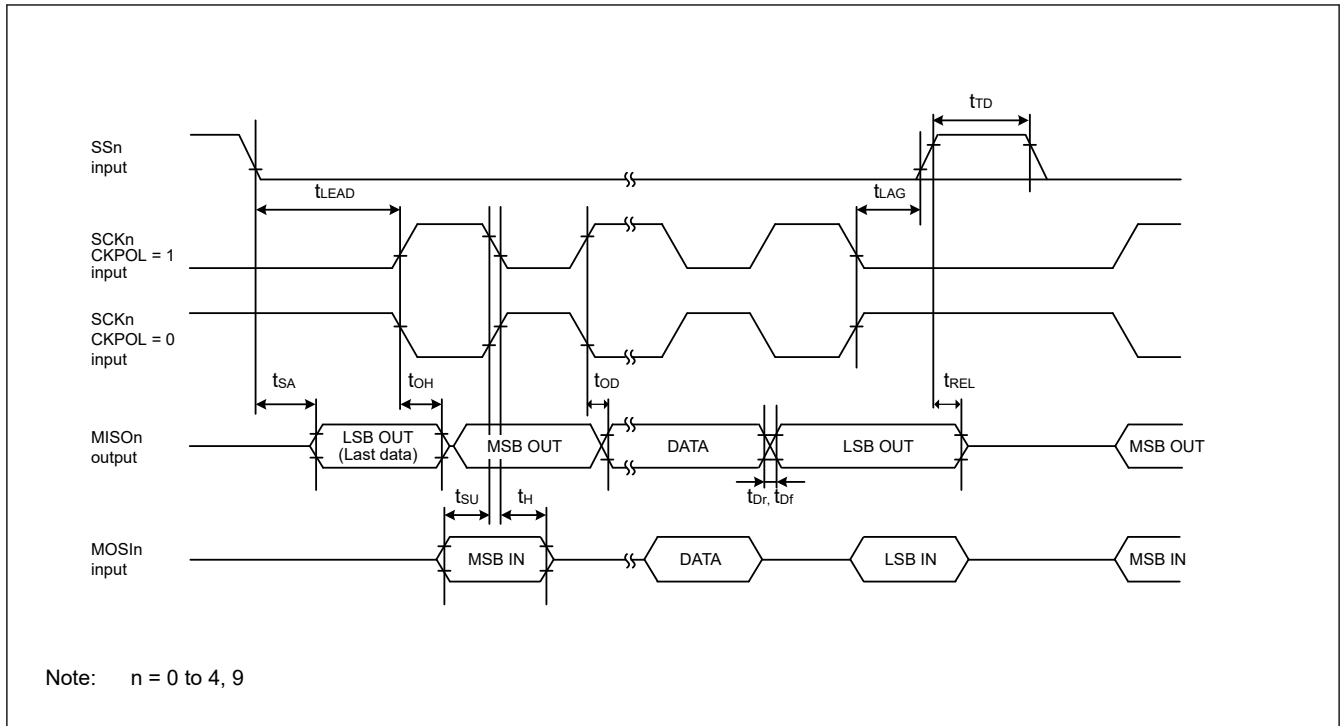 tTD
SSn
input
tLEAD
tLAG
SCKn
CKPOL = 1
input
SCKn
CKPOL = 0
input
tSA
tOH
tOD
tREL
MISOn
output
LSB OUT
(Last data)
MSB OUT
DATA
LSB OUT
MSB OUT
tSU
tH
tDr, tDf
MOSIn
input
MSB IN
DATA
LSB IN
MSB IN
Note: n = 0 to 4, 9